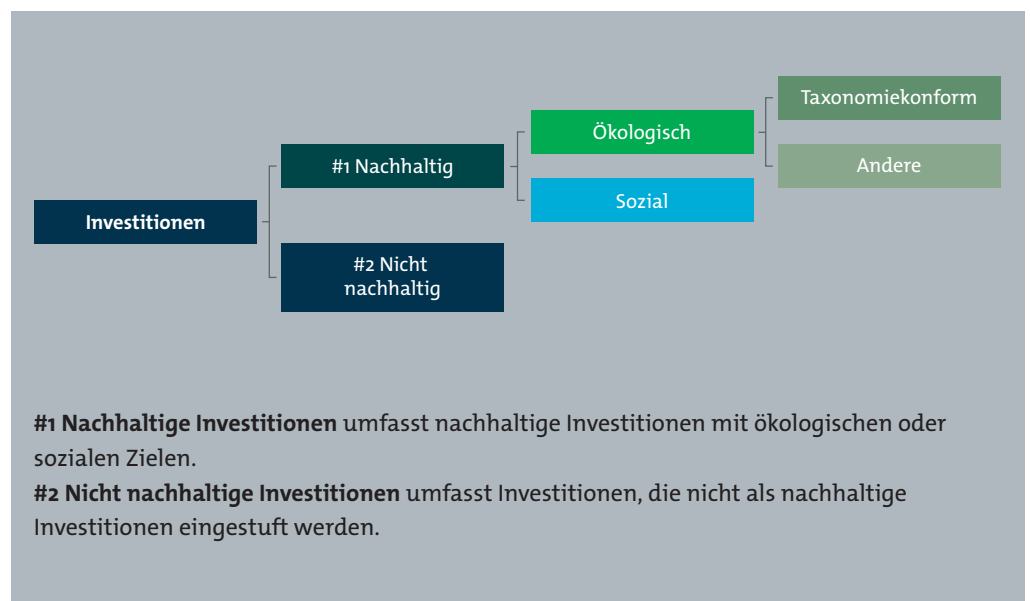 Taxonomiekonform
Ökologisch
#1 Nachhaltig
Andere
Sozial
Investitionen
#2 Nicht
nachhaltig
#1 Nachhaltige Investitionen umfasst nachhaltige Investitionen mit ökologischen oder
sozialen Zielen.
#2 Nicht nachhaltige Investitionen umfasst Investitionen, die nicht als nachhaltige
Investitionen eingestuft werden.